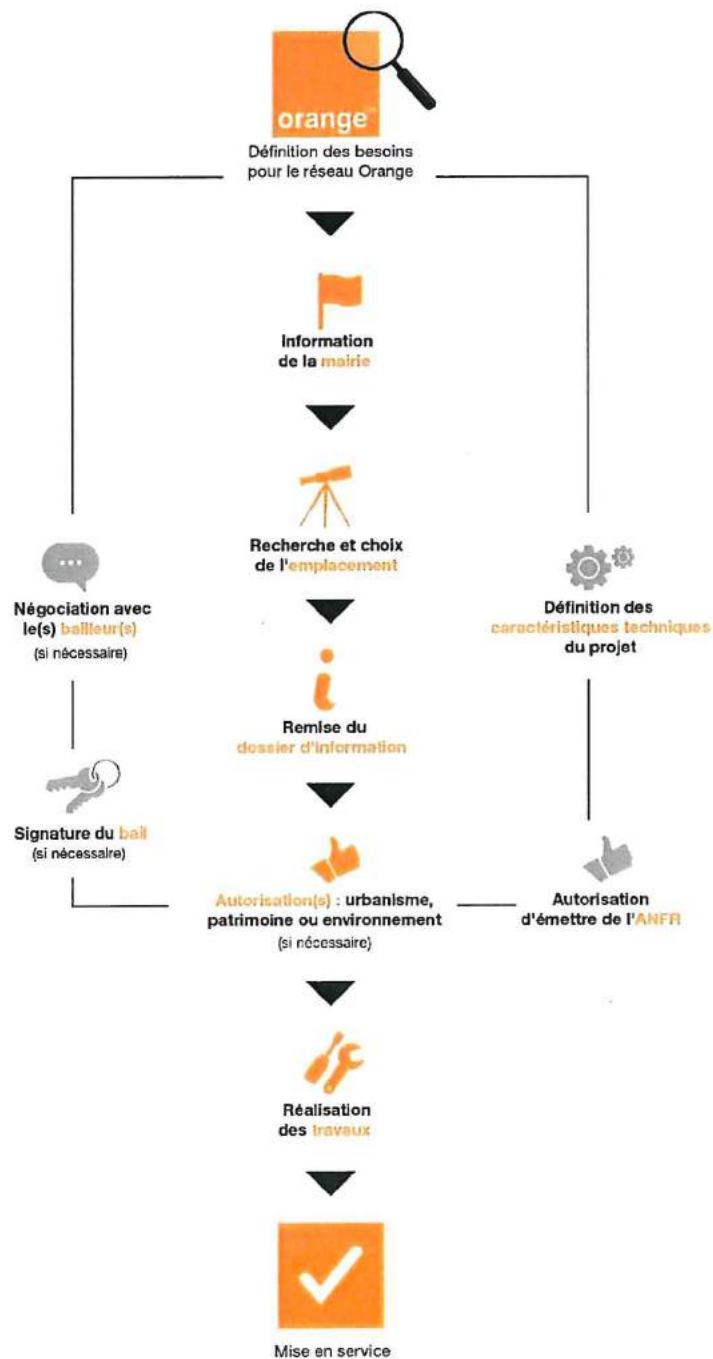 orange™
Définition des besoins
pour le réseau Orange
Information
de la mairie
Recherche et choix
de l'emplacement
Négociation avec
le(s) bailleur(s)
(si nécessaire)
Définition des
caractéristiques techniques
du projet
Remise du
dossier d'information
Signature du bail
(si nécessaire)
Autorisation(s) : urbanisme,
patrimoine ou environnement
(si nécessaire)
Autorisation
d'émettre de l'ANFR
Réalisation
des travaux
Mise en service